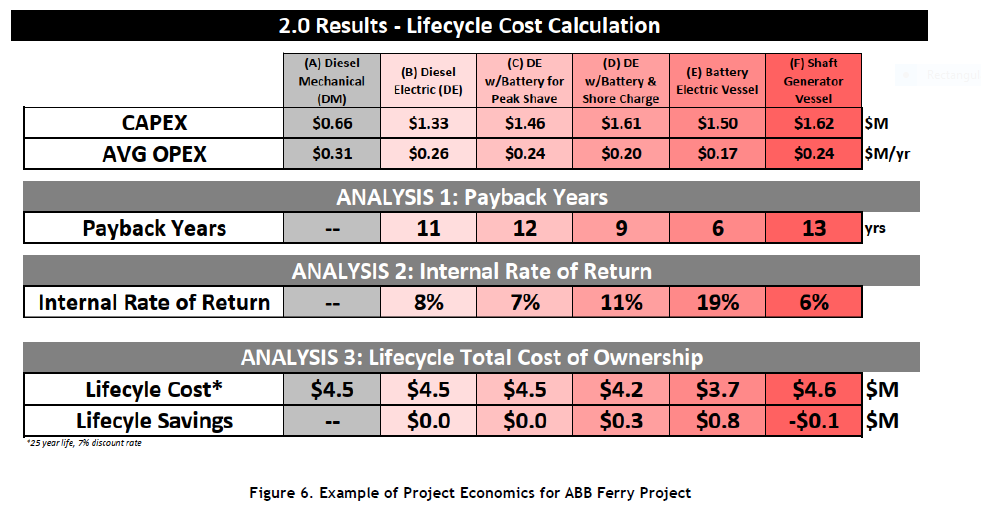 2.0 Results - Lifecycle Cost Calculation
(A) Diesel Mechanical (DM) (B) Diesel Electric (DE) (C) DE w/Battery for Peak Shave (D) DE w/Battery & Shore Charge (E) Battery Electric Vessel (F) Shaft Generator Vessel
CAPEX $0.66 $1.33 $1.46 $1.61 $1.50 $1.62 $M
AVG OPEX $0.31 $0.26 $0.24 $0.20 $0.17 $0.24 $M/yr
ANALYSIS 1: Payback Years
Payback Years -- 11 12 9 6 13 yrs
ANALYSIS 2: Internal Rate of Return
Internal Rate of Return -- 8% 7% 11% 19% 6%
ANALYSIS 3: Lifecycle Total Cost of Ownership
Lifecyle Cost* $4.5 $4.5 $4.5 $4.2 $3.7 $4.6 $M
Lifecyle Savings -- $0.0 $0.0 $0.3 $0.8 -$0.1 $M
*25 year life, 7% discount rate
Figure 6. Example of Project Economics for ABB Ferry Project